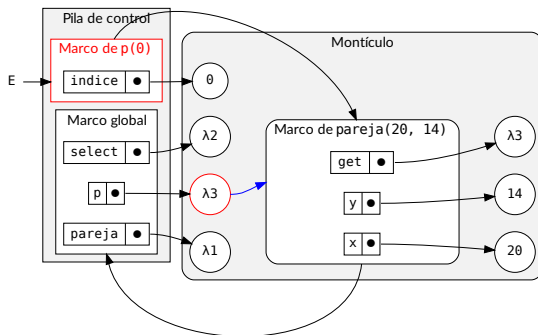 Pila de control
Marco de p(0)
indice
E
Marco global
select
p
pareja
Montículo
0
λ2
λ3
λ1
Marco de pareja(20, 14)
get
y
x
λ3
14
20